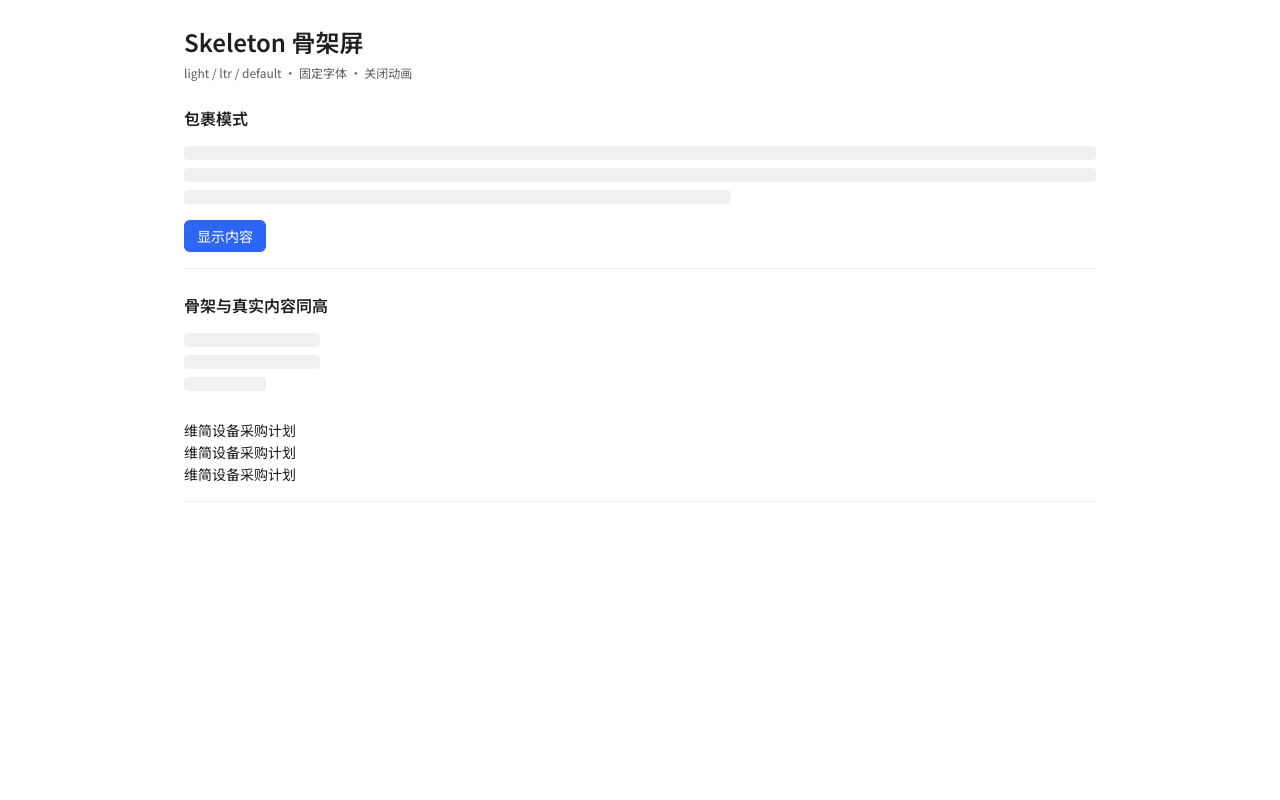 Skeleton 骨架屏
light / ltr / default · 固定字体 · 关闭动画
包裹模式
显示内容
骨架与真实内容同高
维简设备采购计划
维简设备采购计划
维简设备采购计划